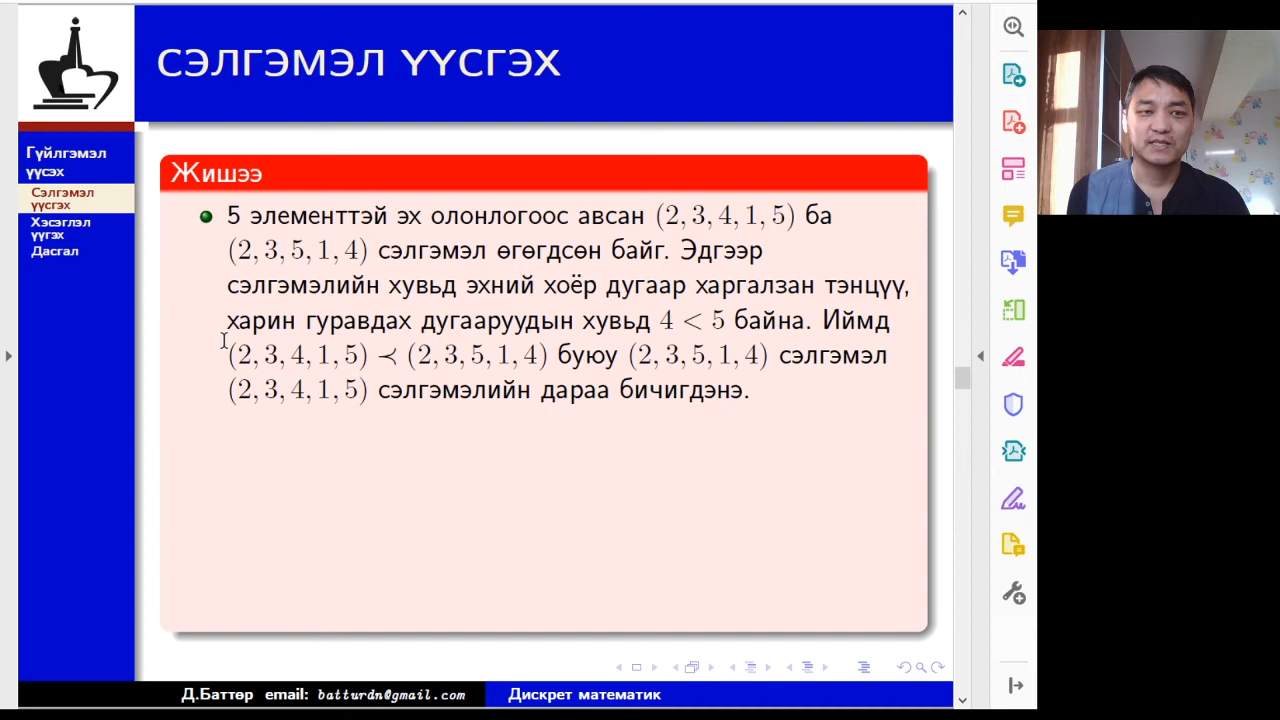 СЭЛГЭМЭЛ ҮҮСГЭХ
Гүйлгэмэл
үүсэх
Сэлгэмэл
үүсгэх
Хэсэглэл
үүгэх
Дасгал
Жишээ
5 элементтэй эх олонлогоос авсан (2, 3, 4, 1, 5) ба
(2, 3, 5, 1, 4) сэлгэмэл өгөгдсөн байг. Эдгээр
сэлгэмэлийн хувьд эхний хоёр дугаар харгалзан тэнцүү,
харин гуравдах дугааруудын хувьд 4 < 5 байна. Иймд
(2, 3, 4, 1, 5) ≺ (2, 3, 5, 1, 4) буюу (2, 3, 5, 1, 4) сэлгэмэл
(2, 3, 4, 1, 5) сэлгэмэлийн дараа бичигдэнэ.
Д.Баттөр email: batturdn@gmail.com Дискрет математик